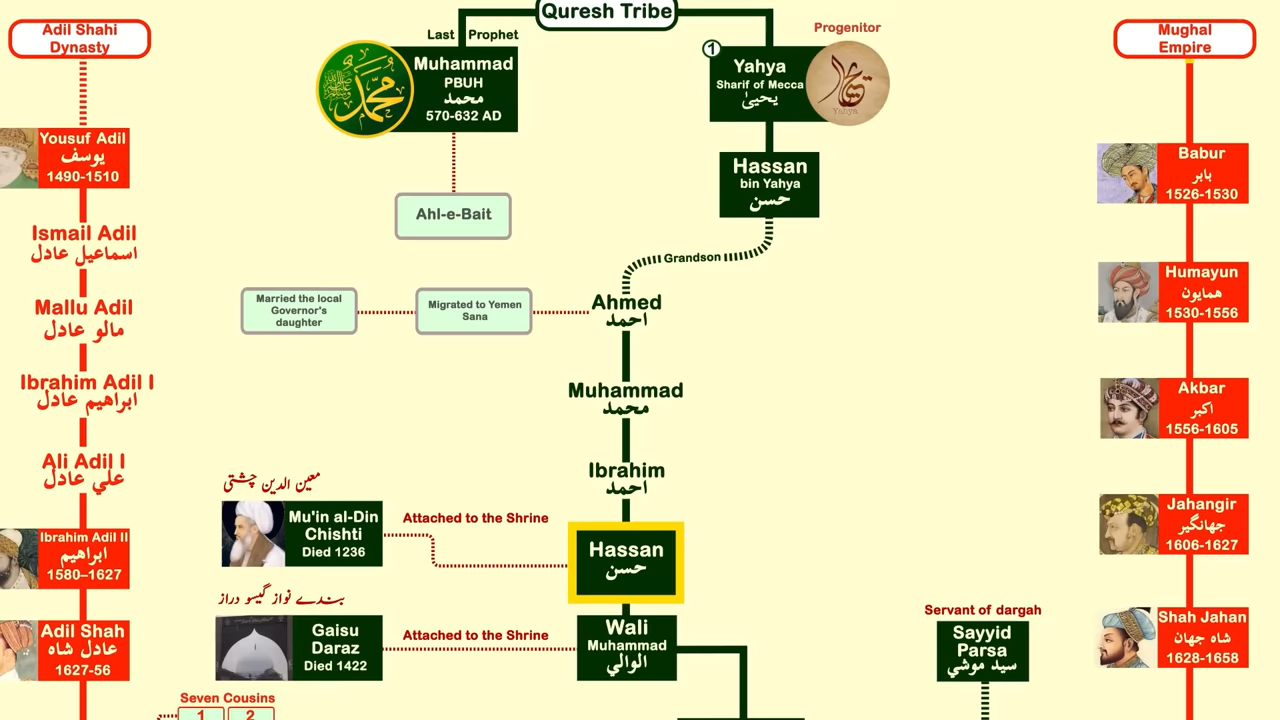 Adil Shahi
Dynasty
Yousuf Adil
يوسف
1490-1510
Ismail Adil
اسماعيل عادل
Mallu Adil
مالو عادل
Ibrahim Adil I
ابراهيم عادل
Ali Adil I
علي عادل
Ibrahim Adil II
ابراهيم
1580–1627
Adil Shah
عادل شاه
1627-56
Quresh Tribe
Last Prophet
Muhammad
PBUH
محمد
570-632 AD
Ahl-e-Bait
Progenitor
1
Yahya
Sharif of Mecca
يحيىٰ
Yahya
Hassan
bin Yahya
حسن
Grandson
Married the local
Governor's
daughter
Migrated to Yemen
Sana
Ahmed
احمد
Muhammad
محمد
Ibrahim
احمد
معین الدین چشتی
Mu'in al-Din
Chishti
Died 1236
Attached to the Shrine
Hassan
حسن
بندے نواز گیسو دراز
Gaisu
Daraz
Died 1422
Attached to the Shrine
Wali
Muhammad
الوالي
Seven Cousins
1
2
Servant of dargah
Sayyid
Parsa
سيد موشي
Mughal
Empire
Babur
بابر
1526-1530
Humayun
همايون
1530-1556
Akbar
اكبر
1556-1605
Jahangir
جهانگير
1606-1627
Shah Jahan
شاه جهان
1628-1658